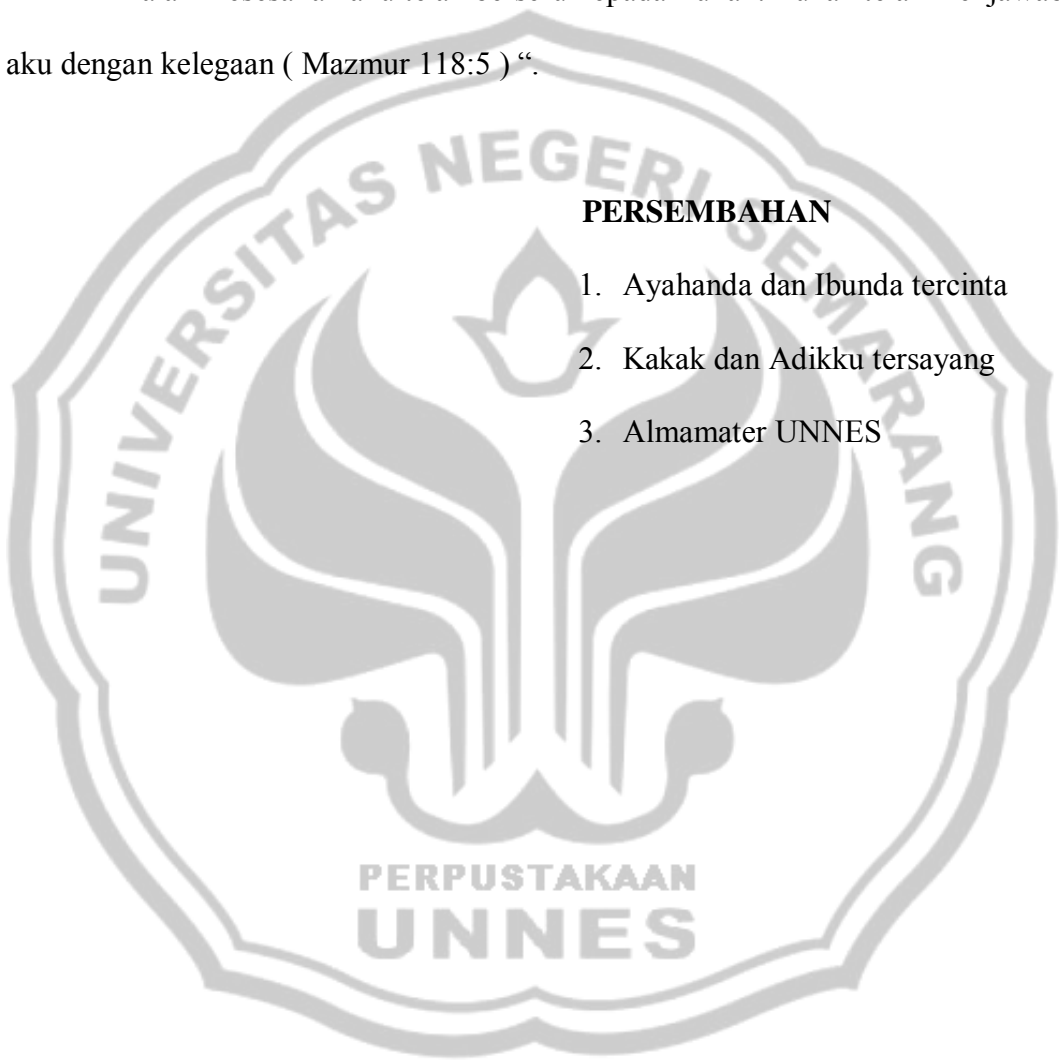 aku dengan kelegaan ( Mazmur 118:5 ) “.
UNIVERSITAS NEGERI SEMARANG
PERSEMBAHAN
1. Ayahanda dan Ibunda tercinta
2. Kakak dan Adikku tersayang
3. Almamater UNNES
PERPUSTAKAAN
UNNES